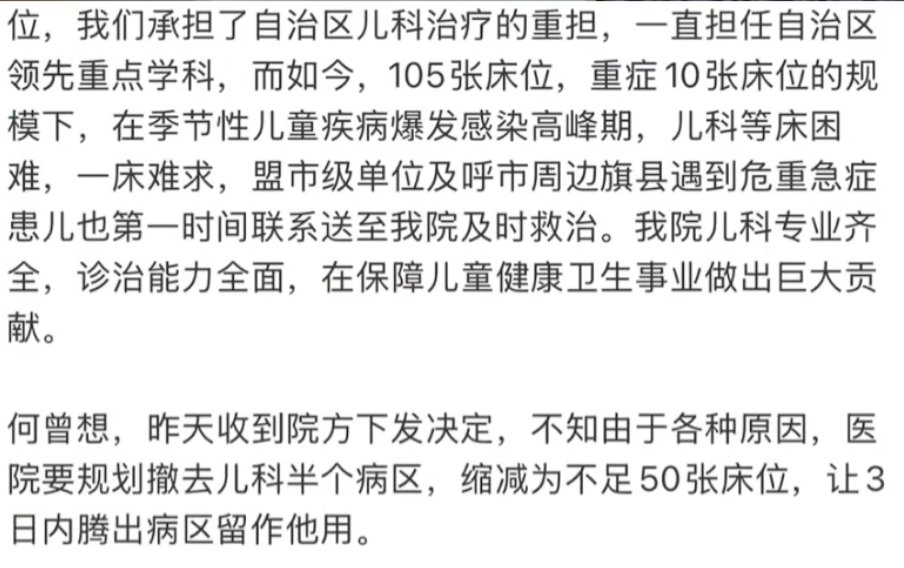 位，我们承担了自治区儿科治疗的重担，一直担任自治区
领先重点学科，而如今，105张床位，重症10张床位的规
模下，在季节性儿童疾病爆发感染高峰期，儿科等床困
难，一床难求，盟市级单位及呼市周边旗县遇到危重急症
患儿也第一时间联系送至我院及时救治。我院儿科专业齐
全，诊治能力全面，在保障儿童健康卫生事业做出巨大贡
献。
何曾想，昨天收到院方下发决定，不知由于各种原因，医
院要规划撤去儿科半个病区，缩减为不足50张床位，让3
日内腾出病区留作他用。